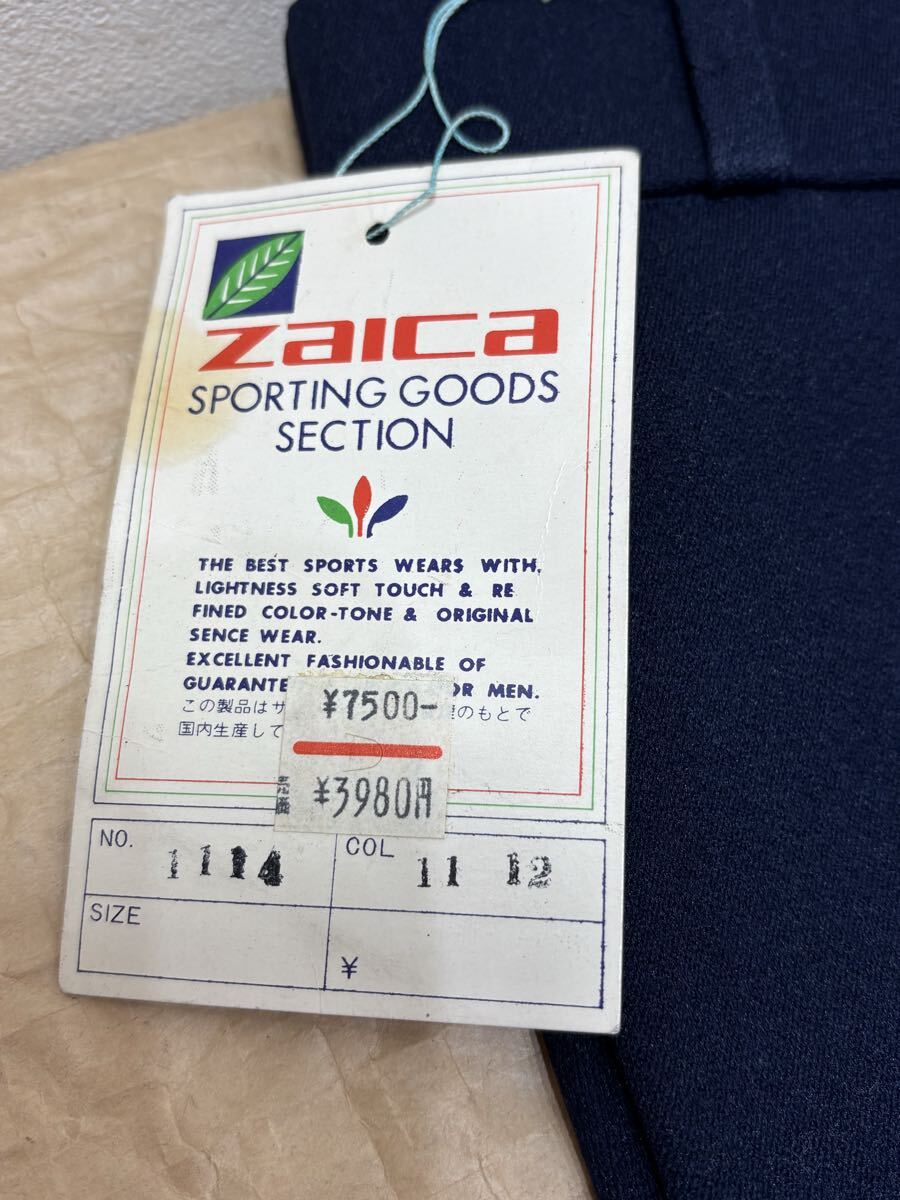 zaica
SPORTING GOODS
SECTION
THE BEST SPORTS WEARS WITH,
LIGHTNESS SOFT TOUCH & RE
FINED COLOR-TONE & ORIGINAL
SENCE WEAR.
EXCELLENT FASHIONABLE OF
GUARANTE OR MEN.
この製品はサ のもとで
国内生産して
¥7500-
売価 ¥3980円
NO. 1114 COL 11 12
SIZE
¥